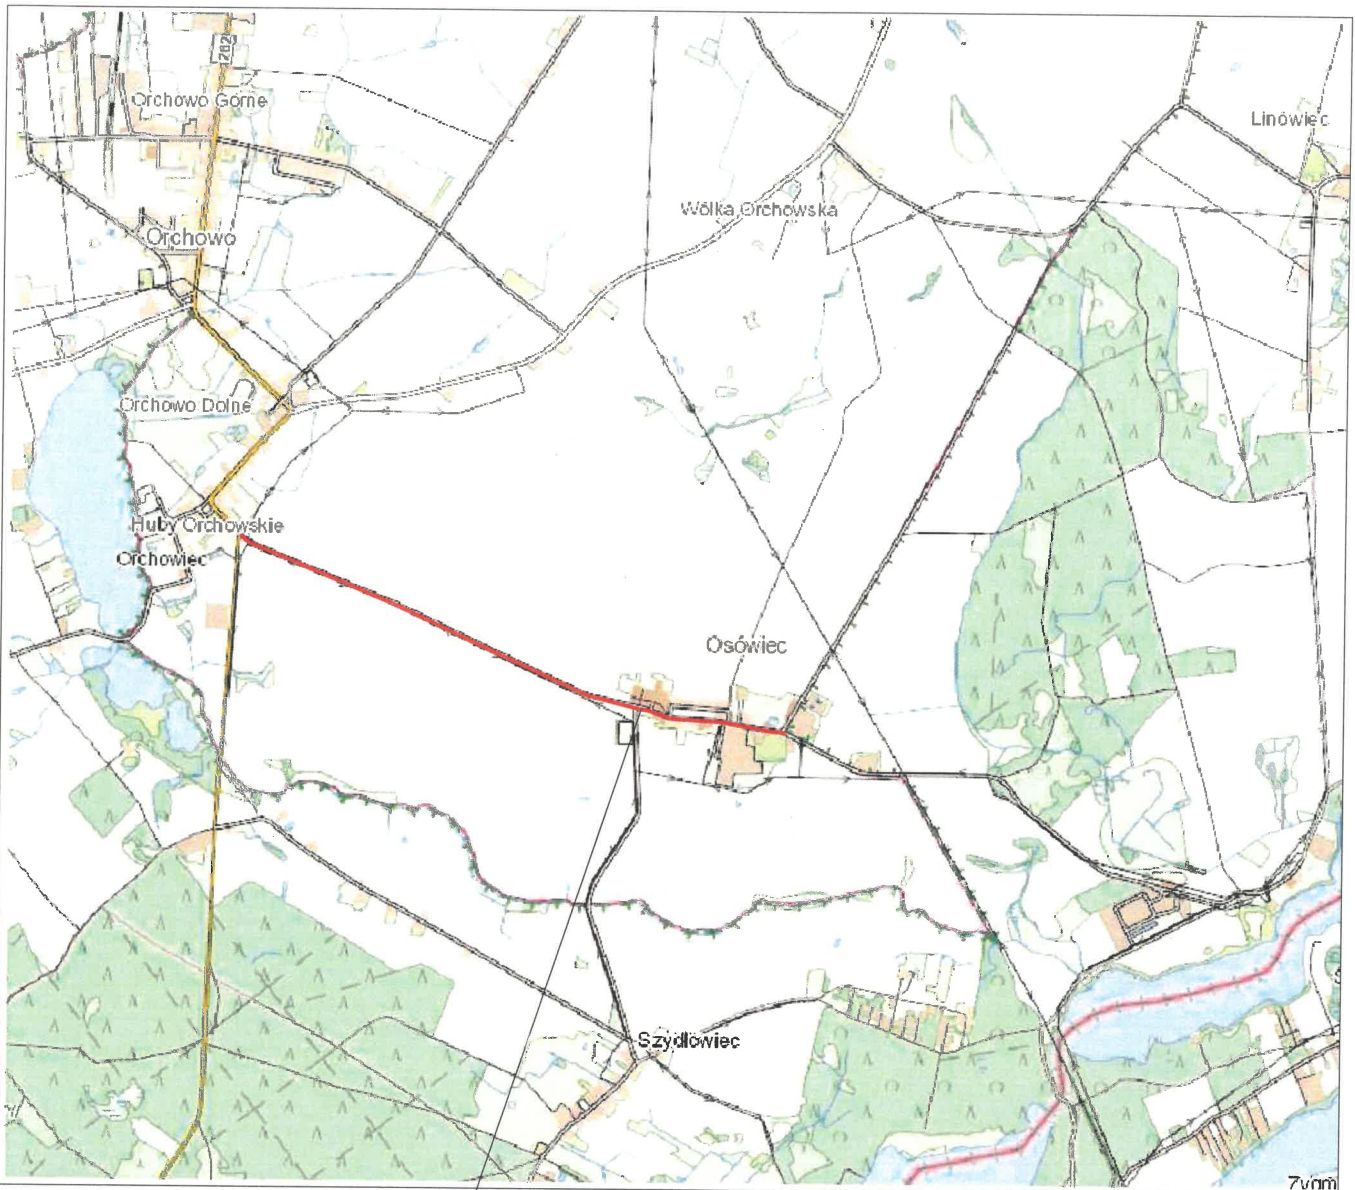 262
Orchowo Górne
Linówiec
Wólka Orchowska
Orchowo
Orchowo Dolne
Huby Orchowskie
Orchowiec
Osówiec
Szydłowiec